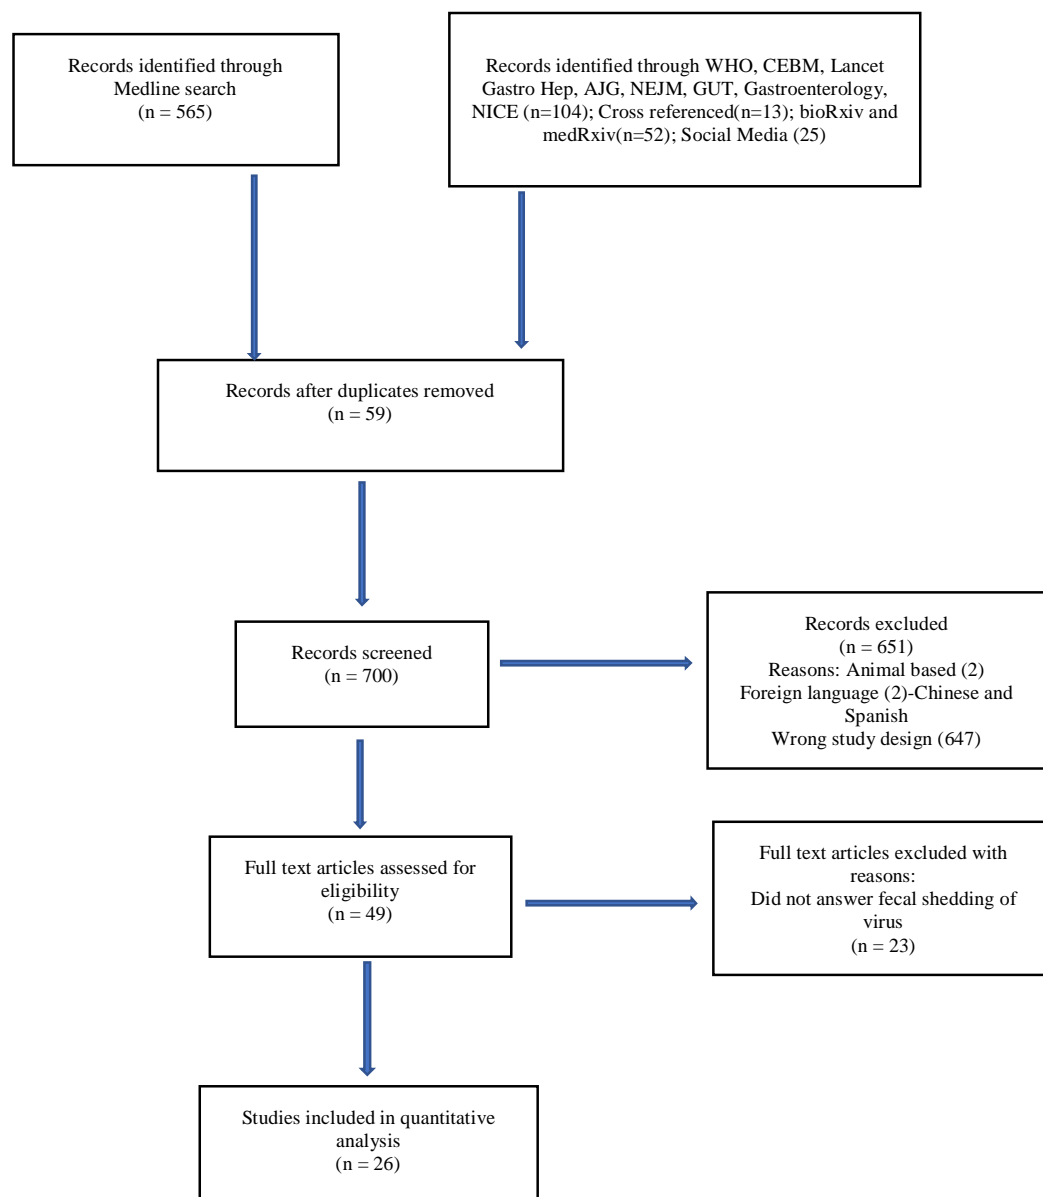 Records identified through
Medline search
(n = 565)
Records identified through WHO, CEBM, Lancet
Gastro Hep, AJG, NEJM, GUT, Gastroenterology,
NICE (n=104); Cross referenced(n=13); bioRxiv and
medRxiv(n=52); Social Media (25)
Records after duplicates removed
(n = 59)
Records screened
(n = 700)
Records excluded
(n = 651)
Reasons: Animal based (2)
Foreign language (2)-Chinese and
Spanish
Wrong study design (647)
Full text articles assessed for
eligibility
(n = 49)
Full text articles excluded with
reasons:
Did not answer fecal shedding of
virus
(n = 23)
Studies included in quantitative
analysis
(n = 26)